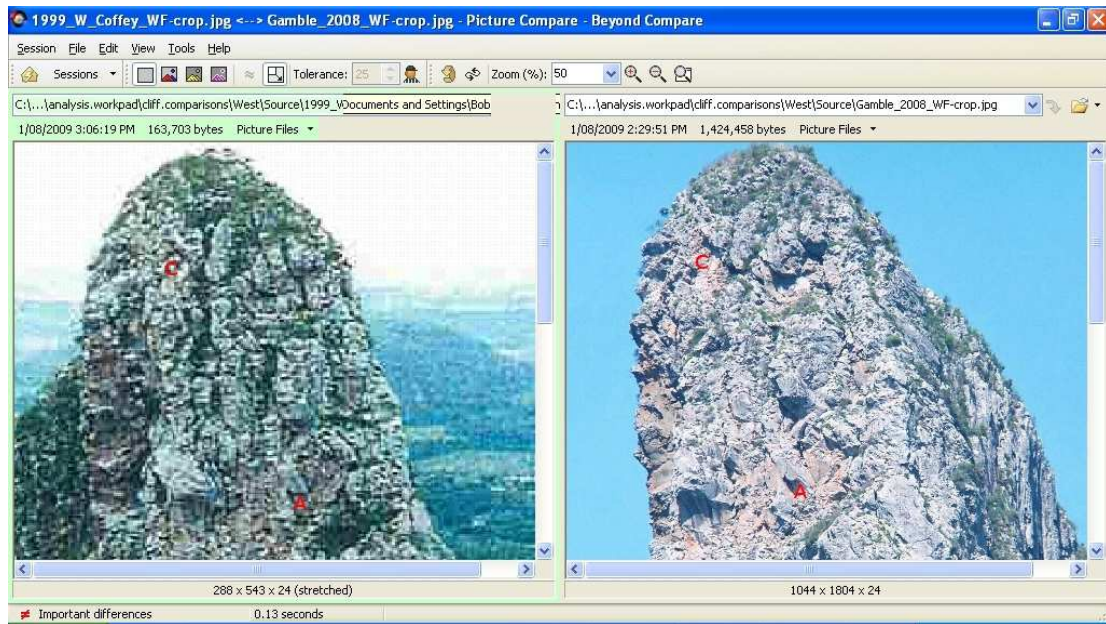 1999_W_Coffey_WF-crop.jpg <--> Gamble_2008_WF-crop.jpg - Picture Compare - Beyond Compare
Session File Edit View Tools Help
Sessions Tolerance: 25 Zoom (%): 50
C:\...\analysis.workpad\cliff.comparisons\West\Source\1999_W Documents and Settings\Bob C:\...\analysis.workpad\cliff.comparisons\West\Source\Gamble_2008_WF-crop.jpg
1/08/2009 3:06:19 PM 163,703 bytes Picture Files 1/08/2009 2:29:51 PM 1,424,458 bytes Picture Files
C C
A A
288 x 543 x 24 (stretched) 1044 x 1804 x 24
Important differences 0.13 seconds